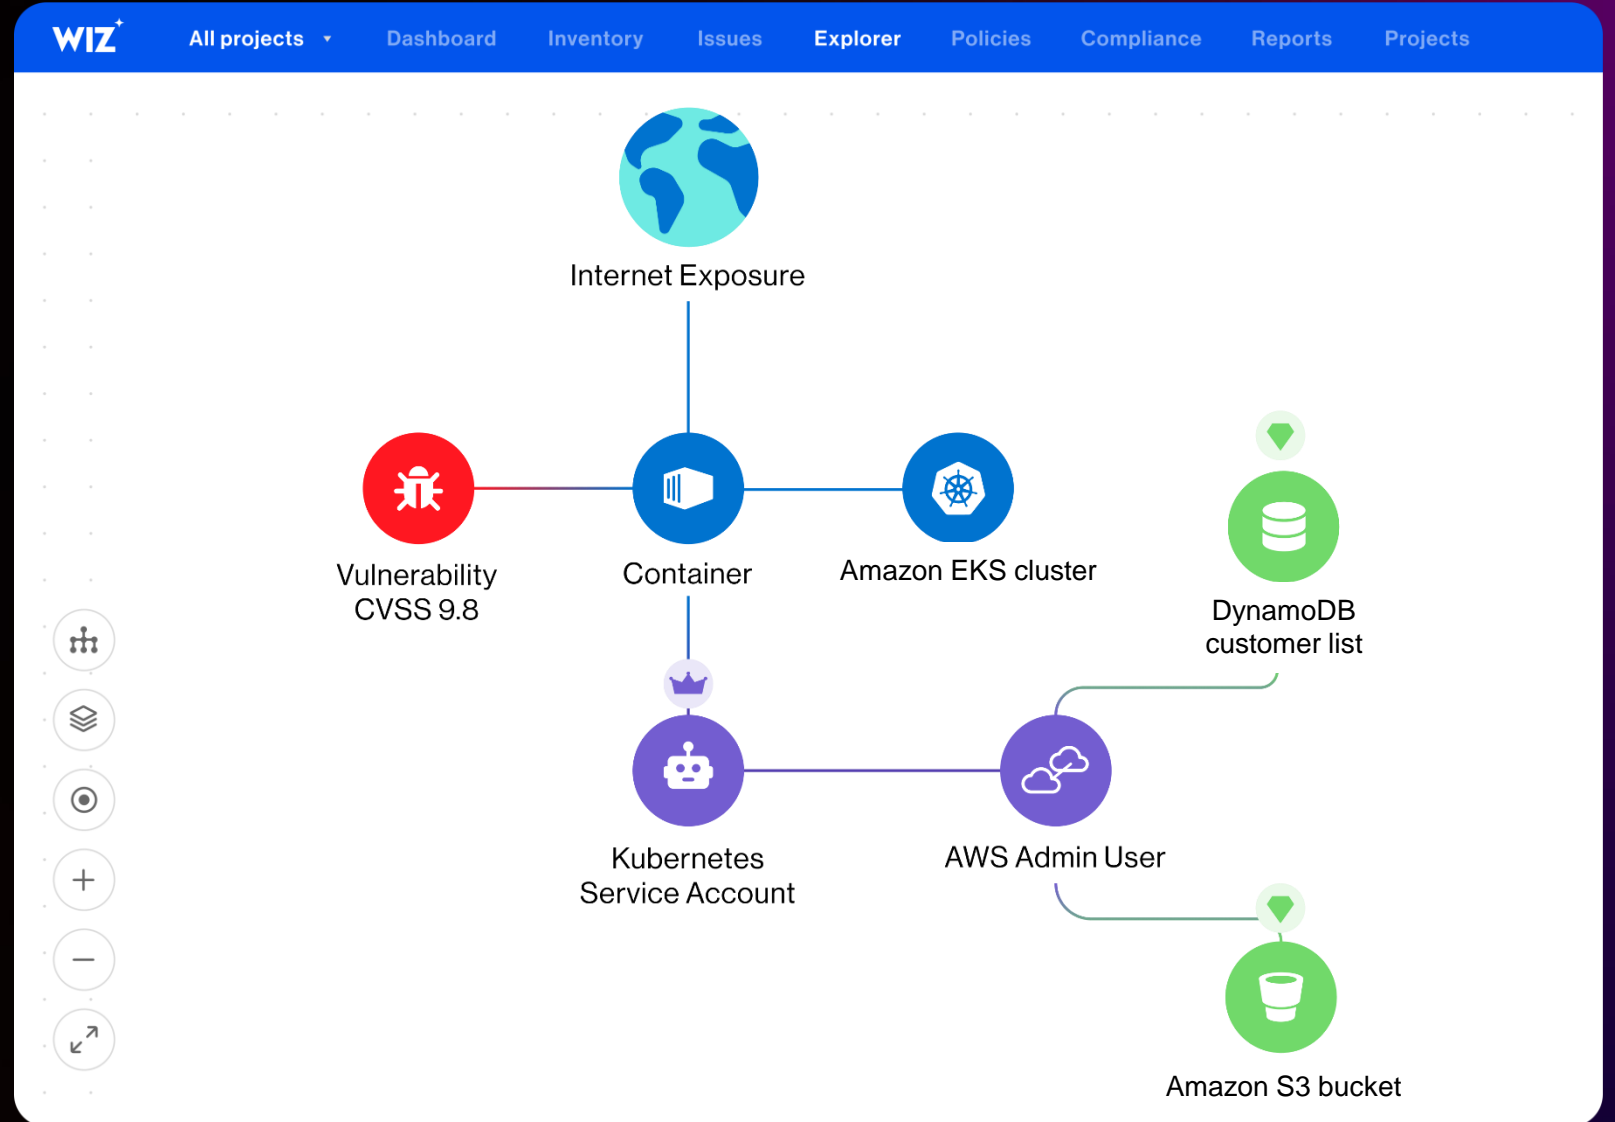 WIZ
All projects
Dashboard
Inventory
Issues
Explorer
Policies
Compliance
Reports
Projects
Internet Exposure
Vulnerability
CVSS 9.8
Container
Amazon EKS cluster
DynamoDB
customer list
Kubernetes
Service Account
AWS Admin User
Amazon S3 bucket